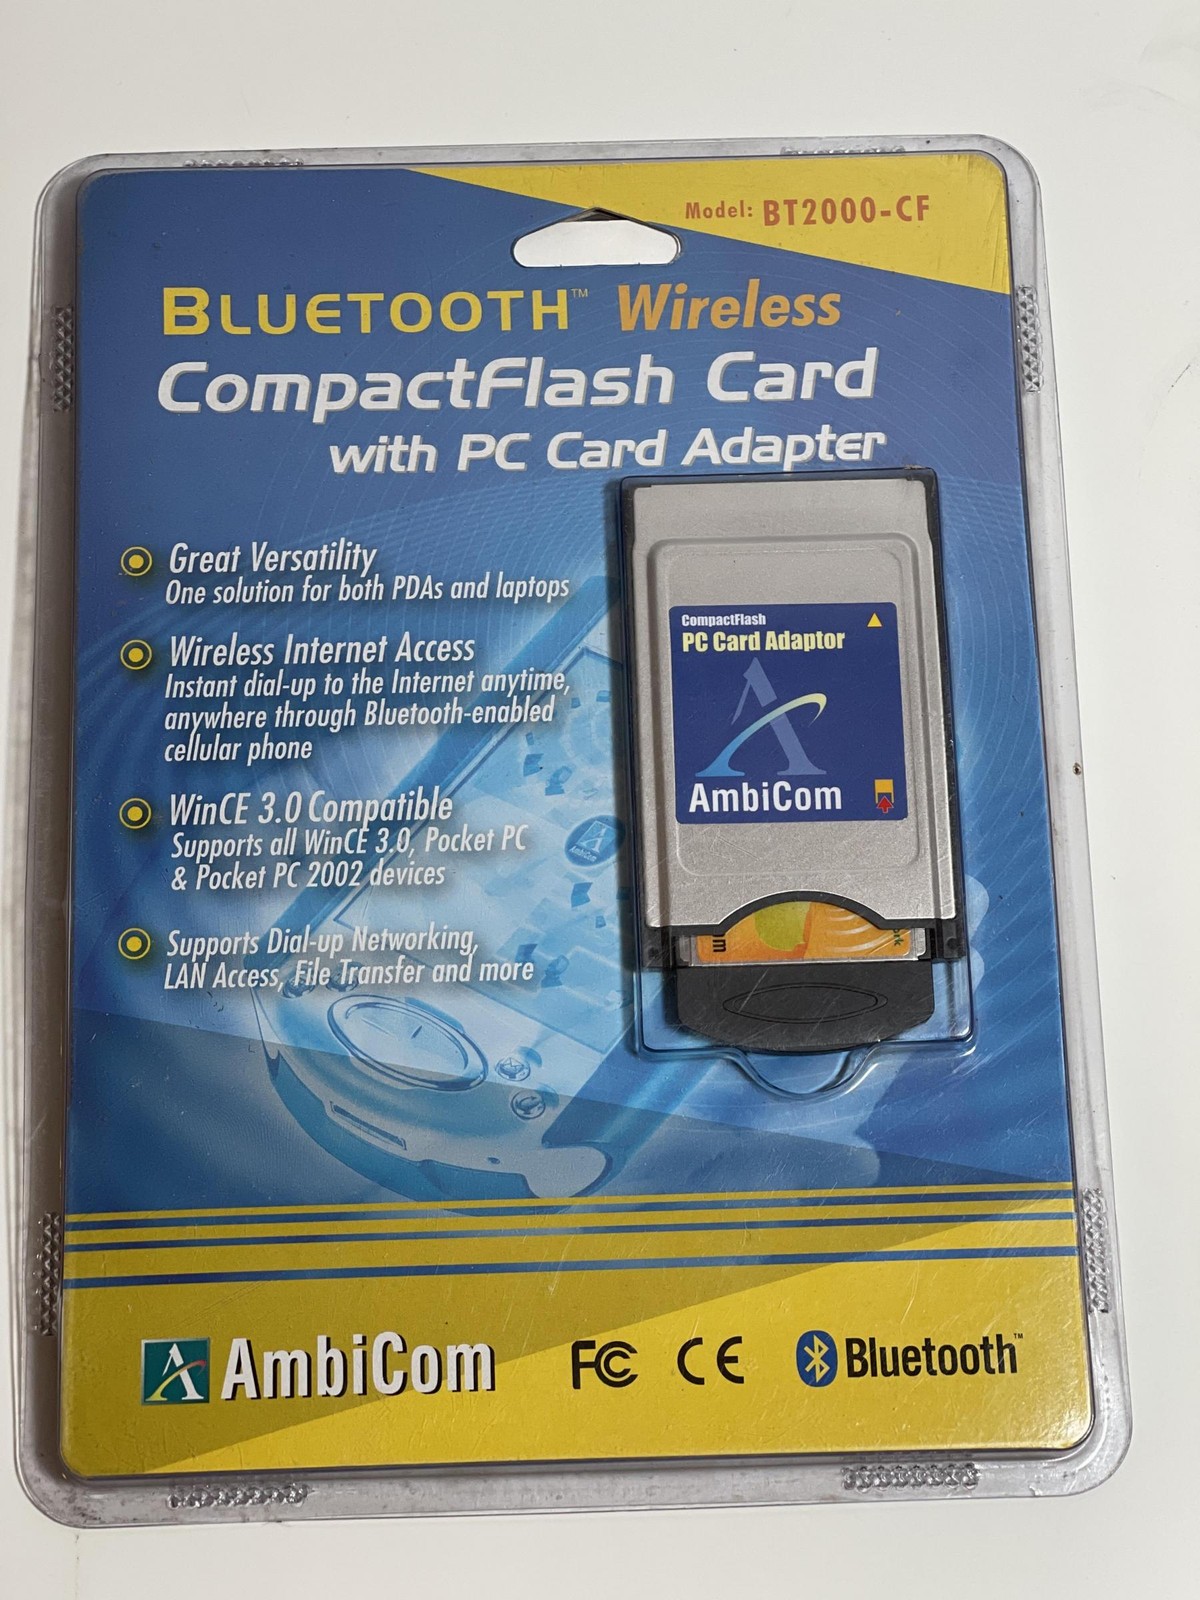 Model: BT2000-CF
BLUETOOTH™ Wireless
CompactFlash Card
with PC Card Adapter
Great Versatility
One solution for both PDAs and laptops
Wireless Internet Access
Instant dial-up to the Internet anytime,
anywhere through Bluetooth-enabled
cellular phone
WinCE 3.0 Compatible
Supports all WinCE 3.0, Pocket PC
& Pocket PC 2002 devices
Supports Dial-up Networking,
LAN Access, File Transfer and more
CompactFlash
PC Card Adaptor
AmbiCom
AmbiCom
AmbiCom
FC CE Bluetooth™